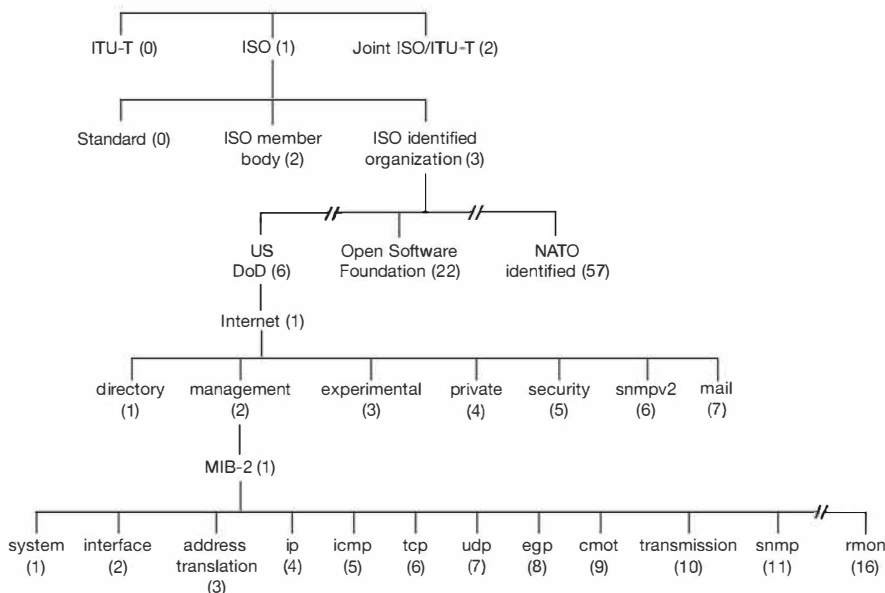 ITU-T (0) ISO (1) Joint ISO/ITU-T (2)
Standard (0) ISO member ISO identified
body (2) organization (3)
US Open Software NATO
DoD (6) Foundation (22) identified (57)
Internet (1)
directory management experimental private security snmpv2 mail
(1) (2) (3) (4) (5) (6) (7)
MIB-2 (1)
system interface address ip icmp tcp udp egp cmot transmission snmp rmon
(1) (2) translation (4) (5) (6) (7) (8) (9) (10) (11) (16)
(3)